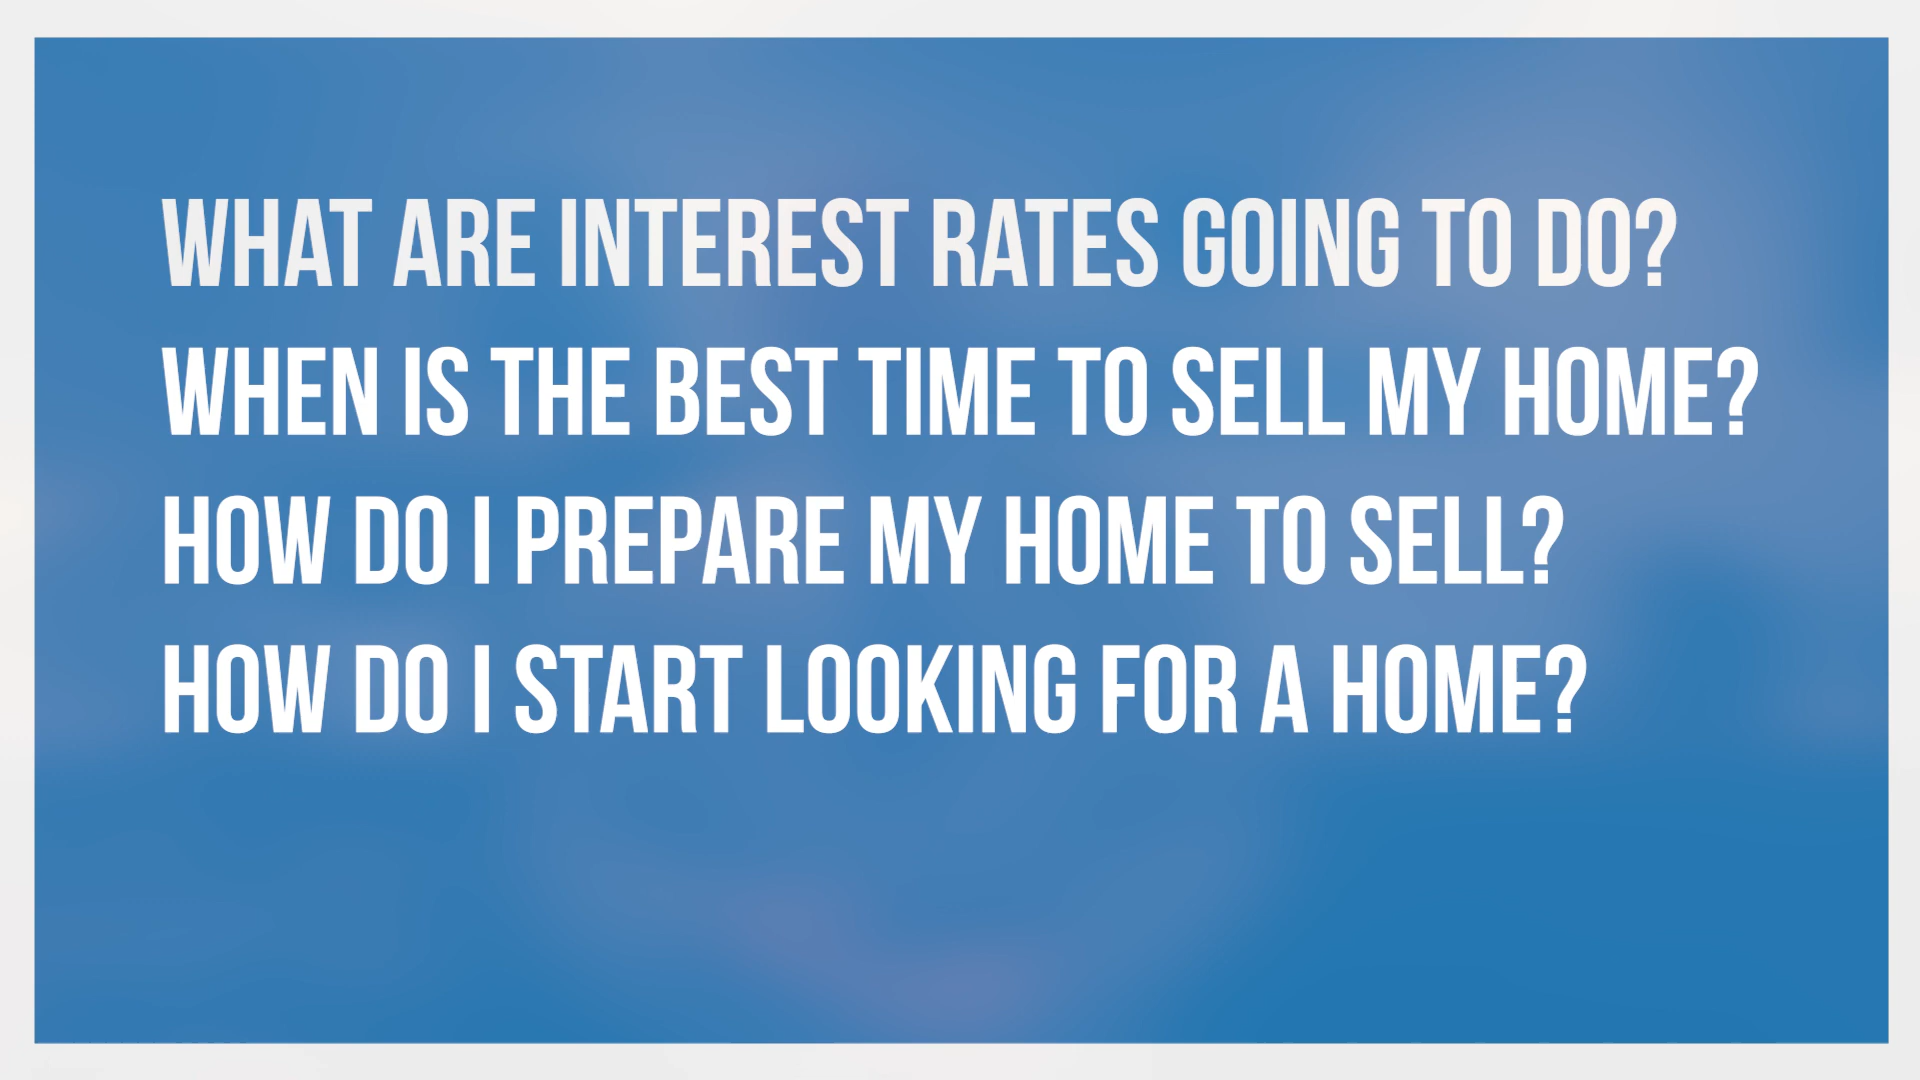 WHAT ARE INTEREST RATES GOING TO DO?
WHEN IS THE BEST TIME TO SELL MY HOME?
HOW DO I PREPARE MY HOME TO SELL?
HOW DO I START LOOKING FOR A HOME?